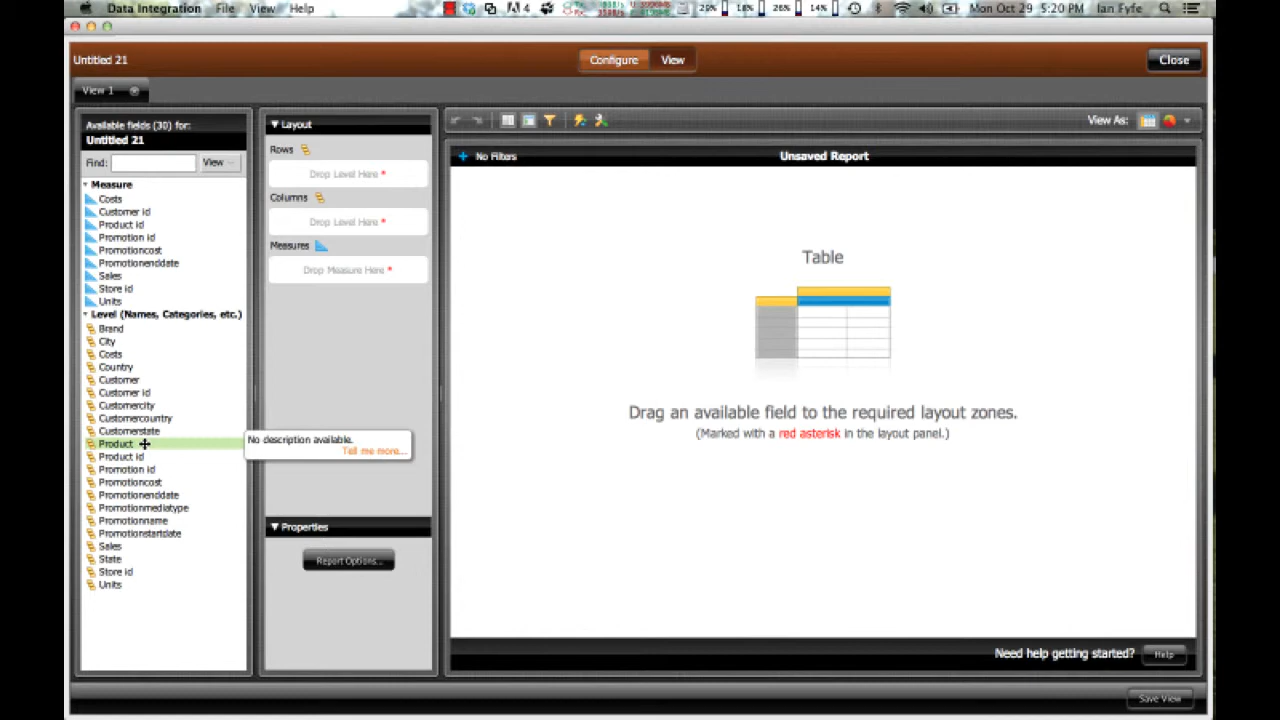 Data Integration File View Help
4 29% 18% 26% 14% Mon Oct 29 5:20 PM Ian Fyfe
Untitled 21
Configure View
Close
View 1
Available fields (30) for:
Untitled 21
Find:
View
Measure
Costs
Customer id
Product id
Promotion id
Promotioncost
Promotionenddate
Sales
Store id
Units
Level (Names, Categories, etc.)
Brand
City
Costs
Country
Customer
Customer id
Customercity
Customercountry
Customerstate
Product
Product id
Promotion id
Promotioncost
Promotionenddate
Promotionmediatype
Promotionname
Promotionstartdate
Sales
State
Store id
Units
No description available.
Tell me more...
Layout
Rows
Drop Level Here *
Columns
Drop Level Here *
Measures
Drop Measure Here *
Properties
Report Options...
View As:
No Filters
Unsaved Report
Table
Drag an available field to the required layout zones.
(Marked with a red asterisk in the layout panel.)
Need help getting started?
Help
Save View